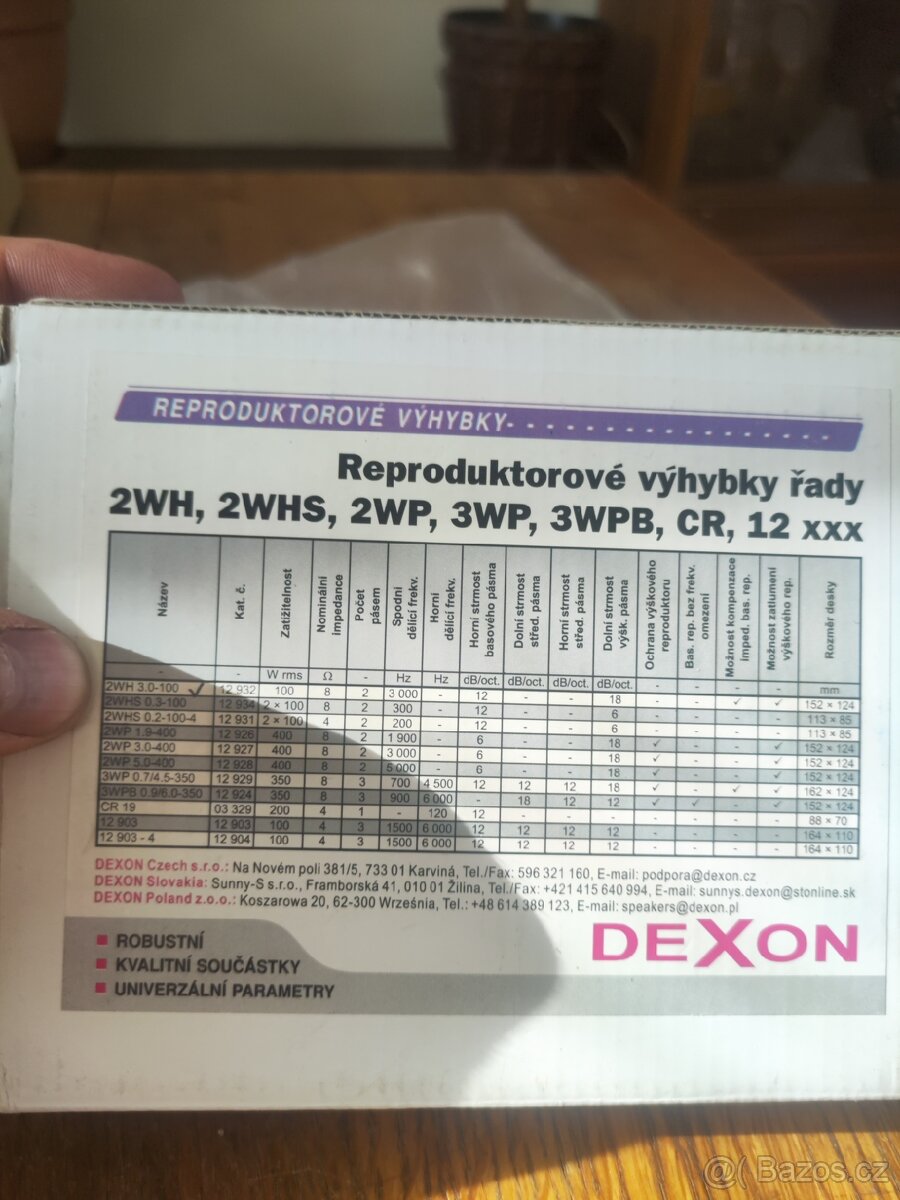 REPRODUKTOROVÉ VÝHYBKY
Reproduktorové výhybky řady
2WH, 2WHS, 2WP, 3WP, 3WPB, CR, 12 xxx
Název Kat. č. Zatížitelnost Nominální impedance Počet pásem Spodní dělící frekv. Horní dělící frekv. Horní strmost basového pásma Dolní strmost střed. pásma Horní strmost střed. pásma Dolní strmost výšk. pásma Ochrana výškového reproduktoru Bas. rep. bez frekv. omezení Možnost kompenzace imped. bas. rep. Možnost zatlumení výškového rep. Rozměr desky
- - W rms Ω - Hz Hz dB/oct. dB/oct. dB/oct. dB/oct. - - - - mm
2WH 3.0-100 ✓ 12 932 100 8 2 3 000 - 12 - - 18 - - ✓ ✓ 152 × 124
2WHS 0.3-100 12 934 2 × 100 8 2 300 - 12 - - 6 - - - - 113 × 85
2WHS 0.2-100-4 12 931 2 × 100 4 2 200 - 12 - - 6 - - - - 113 × 85
2WP 1.9-400 12 926 400 8 2 1 900 - 6 - - 18 ✓ - - ✓ 152 × 124
2WP 3.0-400 12 927 400 8 2 3 000 - 6 - - 18 ✓ - - ✓ 152 × 124
2WP 5.0-400 12 928 400 8 2 5 000 - 6 - - 18 ✓ - - ✓ 152 × 124
3WP 0.7/4.5-350 12 929 350 8 3 700 4 500 12 12 12 18 ✓ - ✓ ✓ 162 × 124
3WPB 0.9/6.0-350 12 924 350 8 3 900 6 000 - 18 12 12 ✓ ✓ - ✓ 152 × 124
CR 19 03 329 200 4 1 - 120 12 - - - - - - - 88 × 70
12 903 12 903 100 4 3 1500 6 000 12 12 12 12 - - - - 164 × 110
12 903 - 4 12 904 100 4 3 1500 6 000 12 12 12 12 - - - - 164 × 110
DEXON Czech s.r.o.: Na Novém poli 381/5, 733 01 Karviná, Tel./Fax: 596 321 160, E-mail: podpora@dexon.cz
DEXON Slovakia: Sunny-S s.r.o., Framborská 41, 010 01 Žilina, Tel./Fax: +421 415 640 994, E-mail: sunnys.dexon@stonline.sk
DEXON Poland z.o.o.: Koszarowa 20, 62-300 Września, Tel.: +48 614 389 123, E-mail: speakers@dexon.pl
ROBUSTNÍ
KVALITNÍ SOUČÁSTKY
UNIVERZÁLNÍ PARAMETRY
DEXON
@( Bazos.cz